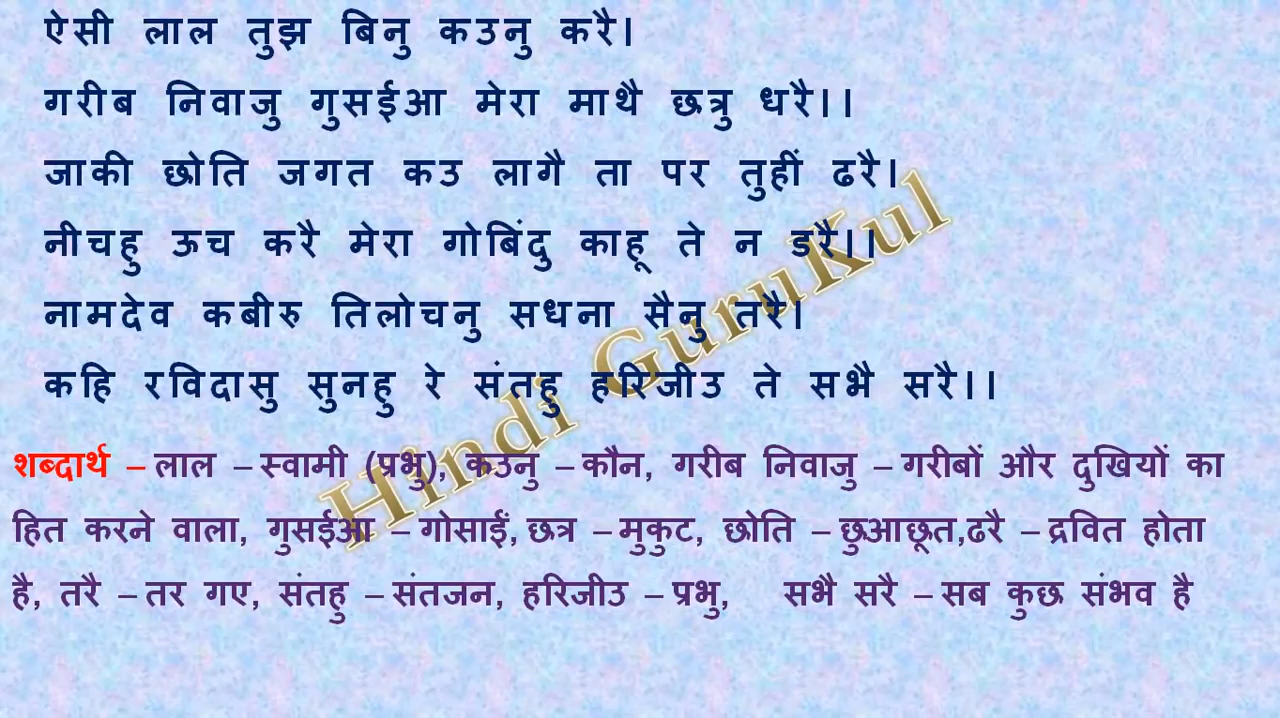 ऐसी लाल तुझ बिनु कउनु करै।
गरीब निवाजु गुसईआ मेरा माथै छत्रु धरै।।
जाकी छोति जगत कउ लागै ता पर तुहीं ढरै।
नीचहु ऊच करै मेरा गोबिंदु काहू ते न डरै।।
नामदेव कबीरु तिलोचनु सधना सैनु तरै।
कहि रविदासु सुनहु रे संतहु हरिजीउ ते सभै सरै।।
शब्दार्थ – लाल – स्वामी (प्रभु), कउनु – कौन, गरीब निवाजु – गरीबों और दुखियों का
हित करने वाला, गुसईआ – गोसाईं, छत्र – मुकुट, छोति – छुआछूत,ढरै – द्रवित होता
है, तरै – तर गए, संतहु – संतजन, हरिजीउ – प्रभु, सभै सरै – सब कुछ संभव है
Hindi GuruKul